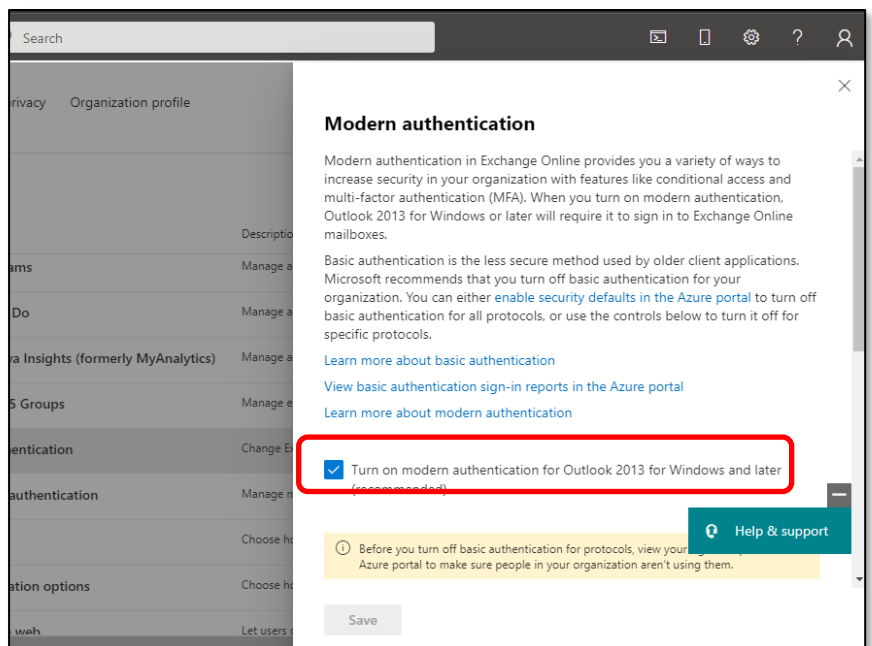 Search
rivacy Organization profile
Modern authentication
Modern authentication in Exchange Online provides you a variety of ways to
increase security in your organization with features like conditional access and
multi-factor authentication (MFA). When you turn on modern authentication,
Outlook 2013 for Windows or later will require it to sign in to Exchange Online
mailboxes.
Basic authentication is the less secure method used by older client applications.
Microsoft recommends that you turn off basic authentication for your
organization. You can either enable security defaults in the Azure portal to turn off
basic authentication for all protocols, or use the controls below to turn it off for
specific protocols.
Learn more about basic authentication
View basic authentication sign-in reports in the Azure portal
Learn more about modern authentication
Turn on modern authentication for Outlook 2013 for Windows and later
(recommended)
Before you turn off basic authentication for protocols, view your
Azure portal to make sure people in your organization aren't using them.
Help & support
Save
Descriptio
ams Manage a
Do Manage a
va Insights (formerly MyAnalytics) Manage a
5 Groups Manage e
entication Change Ex
authentication Manage m
Choose ho
ation options Choose ho
web Let users